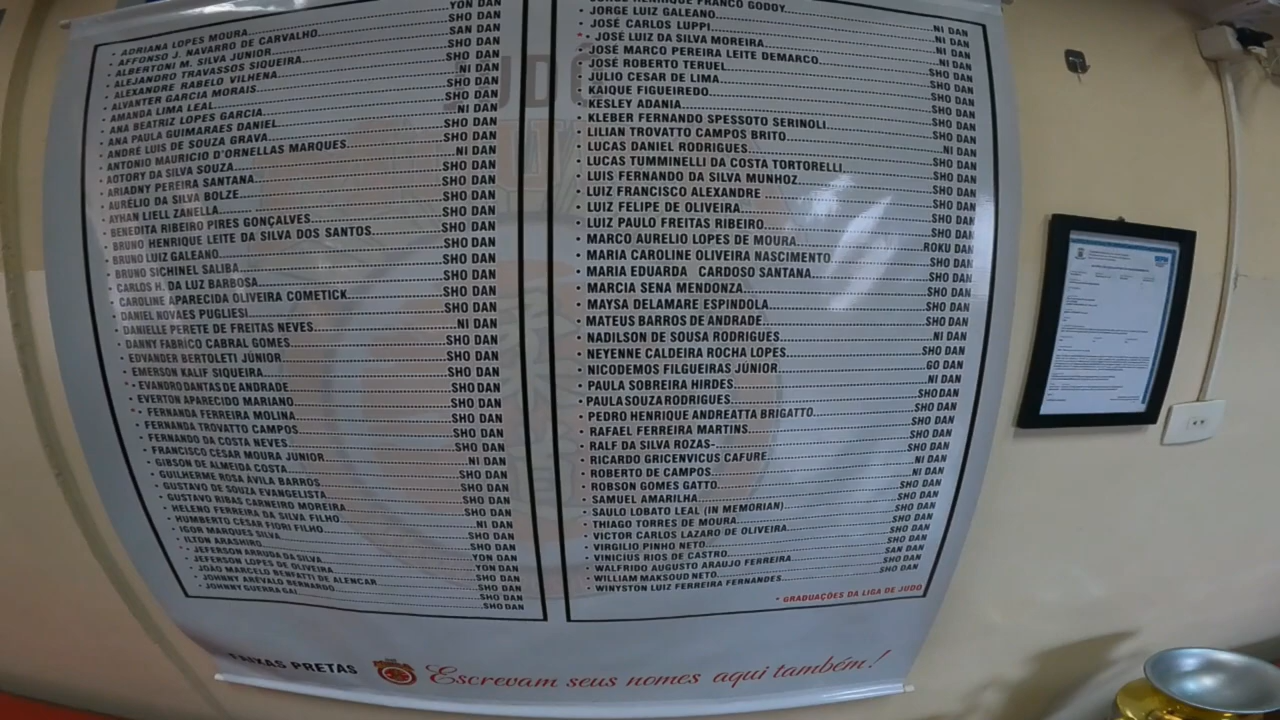 • ADRIANA LOPES MOURA YON DAN
• AFFONSO J. NAVARRO DE CARVALHO SHO DAN
• ALBERTONI M. SILVA JUNIOR SAN DAN
• ALEJANDRO TRAVASSOS SIQUEIRA SHO DAN
• ALEXANDRE RABELO VILHENA SHO DAN
• ALVANTER GARCIA MORAIS NI DAN
• AMANDA LIMA LEAL SHO DAN
• ANA BEATRIZ LOPES GARCIA SHO DAN
• ANA PAULA GUIMARAES DANIEL NI DAN
• ANDRÉ LUIS DE SOUZA GRAVA SHO DAN
• ANTONIO MAURICIO D'ORNELLAS MARQUES SHO DAN
• AOTORY DA SILVA SOUZA NI DAN
• ARIADNY PEREIRA SANTANA SHO DAN
• AURÉLIO DA SILVA BOLZE SHO DAN
• AYHAN LIELL ZANELLA SHO DAN
• BENEDITA RIBEIRO PIRES GONÇALVES SHO DAN
• BRUNO HENRIQUE LEITE DA SILVA DOS SANTOS SHO DAN
• BRUNO LUIZ GALEANO SHO DAN
• BRUNO SICHINEL SALIBA SHO DAN
• CARLOS H. DA LUZ BARBOSA SHO DAN
• CAROLINE APARECIDA OLIVEIRA COMETICK SHO DAN
• DANIEL NOVAES PUGLIESI SHO DAN
• DANIELLE PERETE DE FREITAS NEVES SHO DAN
• DANNY FABRÍCO CABRAL GOMES NI DAN
• EDVANDER BERTOLETI JÚNIOR SHO DAN
• EMERSON KALIF SIQUEIRA SHO DAN
* • EVANDRO DANTAS DE ANDRADE SHO DAN
• EVERTON APARECIDO MARIANO SHO DAN
* • FERNANDA FERREIRA MOLINA SHO DAN
• FERNANDA TROVATTO CAMPOS SHO DAN
• FERNANDO DA COSTA NEVES SHO DAN
• FRANCISCO CÉSAR MOURA JUNIOR SHO DAN
• GIBSON DE ALMEIDA COSTA NI DAN
• GUILHERME ROSA ÁVILA BARROS SHO DAN
• GUSTAVO DE SOUZA EVANGELISTA SHO DAN
• GUSTAVO RIBAS CARNEIRO MOREIRA SHO DAN
• HELENO FERREIRA DA SILVA FILHO SHO DAN
• HUMBERTO CÉSAR FIORI FILHO NI DAN
• IGOR MARQUES SILVA SHO DAN
• ILTON ARASHIRO SHO DAN
• JEFERSON ARRUDA DA SILVA YON DAN
• JEFERSON LOPES DE OLIVEIRA YON DAN
• JOÃO MARCELO BENFATTI DE ALENCAR SHO DAN
• JOHNNY ARÉVALO BERNARDO SHO DAN
• JOHNNY GUERRA GAI SHO DAN
SHO DAN
• JORGE HENRIQUE FRANCO GODOY
• JORGE LUIZ GALEANO NI DAN
• JOSÉ CARLOS LUPPI NI DAN
* • JOSÉ LUIZ DA SILVA MOREIRA NI DAN
• JOSÉ MARCO PEREIRA LEITE DEMARCO NI DAN
• JOSÉ ROBERTO TERUEL SHO DAN
• JULIO CESAR DE LIMA SHO DAN
• KAIQUE FIGUEIREDO SHO DAN
• KESLEY ADANIA SHO DAN
• KLEBER FERNANDO SPESSOTO SERINOLI SHO DAN
• LILIAN TROVATTO CAMPOS BRITO NI DAN
• LUCAS DANIEL RODRIGUES SHO DAN
• LUCAS TUMMINELLI DA COSTA TORTORELLI SHO DAN
• LUIS FERNANDO DA SILVA MUNHOZ SHO DAN
• LUIZ FRANCISCO ALEXANDRE SHO DAN
• LUIZ FELIPE DE OLIVEIRA SHO DAN
• LUIZ PAULO FREITAS RIBEIRO SHO DAN
• MARCO AURELIO LOPES DE MOURA ROKU DAN
• MARIA CAROLINE OLIVEIRA NASCIMENTO SHO DAN
• MARIA EDUARDA CARDOSO SANTANA SHO DAN
• MARCIA SENA MENDONZA SHO DAN
• MAYSA DELAMARE ESPINDOLA SHO DAN
• MATEUS BARROS DE ANDRADE SHO DAN
• NADILSON DE SOUSA RODRIGUES NI DAN
• NEYENNE CALDEIRA ROCHA LOPES SHO DAN
• NICODEMOS FILGUEIRAS JUNIOR GO DAN
• PAULA SOBREIRA HIRDES NI DAN
• PAULA SOUZA RODRIGUES SHO DAN
• PEDRO HENRIQUE ANDREATTA BRIGATTO SHO DAN
• RAFAEL FERREIRA MARTINS SHO DAN
• RALF DA SILVA ROZAS- SHO DAN
• RICARDO GRICENVICUS CAFURE NI DAN
• ROBERTO DE CAMPOS NI DAN
• ROBSON GOMES GATTO SHO DAN
• SAMUEL AMARILHA SHO DAN
• SAULO LOBATO LEAL (IN MEMORIAN) SHO DAN
• THIAGO TORRES DE MOURA SHO DAN
• VICTOR CARLOS LAZARO DE OLIVEIRA SHO DAN
• VIRGILIO PINHO NETO SAN DAN
• VINICIUS RIOS DE CASTRO SHO DAN
• WALFRIDO AUGUSTO ARAUJO FERREIRA SHO DAN
• WILLIAM MAKSOUD NETO
• WINYSTON LUIZ FERREIRA FERNANDES
• GRADUAÇÕES DA LIGA DE JUDÔ
JUDÔ
FAIXAS PRETAS
Escrevam seus nomes aqui também!